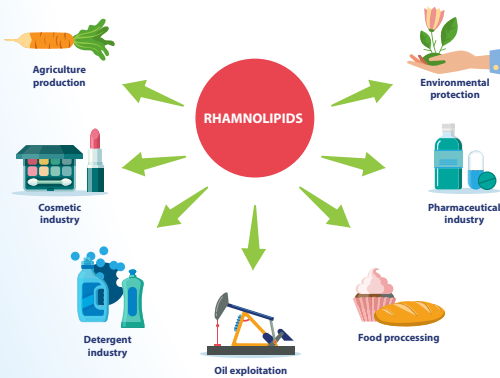 RHAMNOLIPIDS
Agriculture
production
Environmental
protection
Cosmetic
industry
Pharmaceutical
industry
Detergent
industry
Food proccessing
Oil exploitation